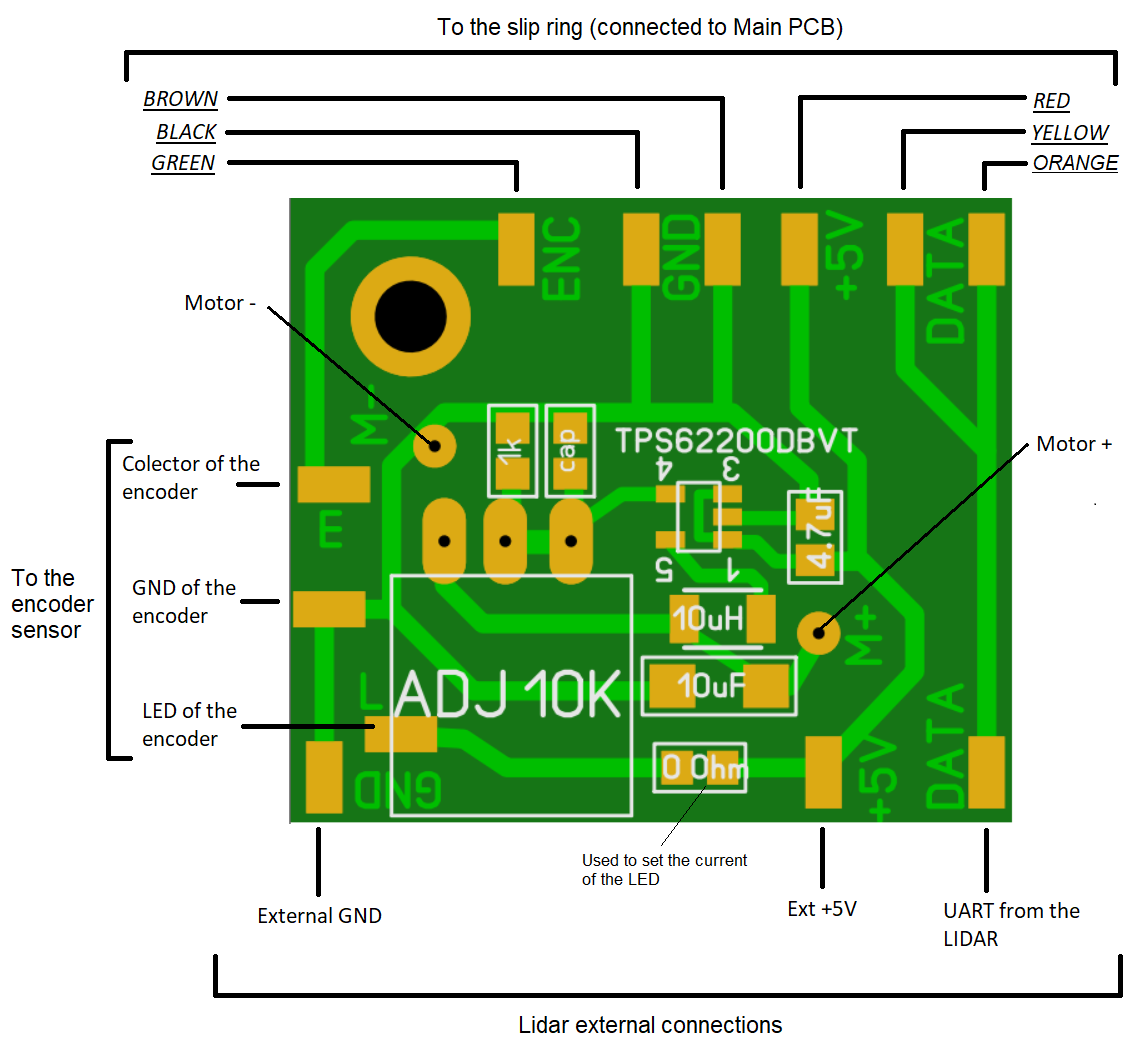 To the slip ring (connected to Main PCB)
BROWN
BLACK
GREEN
RED
YELLOW
ORANGE
ENC
GND
+5V
DATA
Motor -
M-
1k
cap
TPS62200DBVT
4
3
5
1
4.7uF
Motor +
M+
Colector of the
encoder
E
To the
encoder
sensor
GND of the
encoder
10uH
10uF
ADJ 10K
L
LED of the
encoder
GND
0 Ohm
+5V
DATA
Used to set the current
of the LED
External GND
Ext +5V
UART from the
LIDAR
Lidar external connections